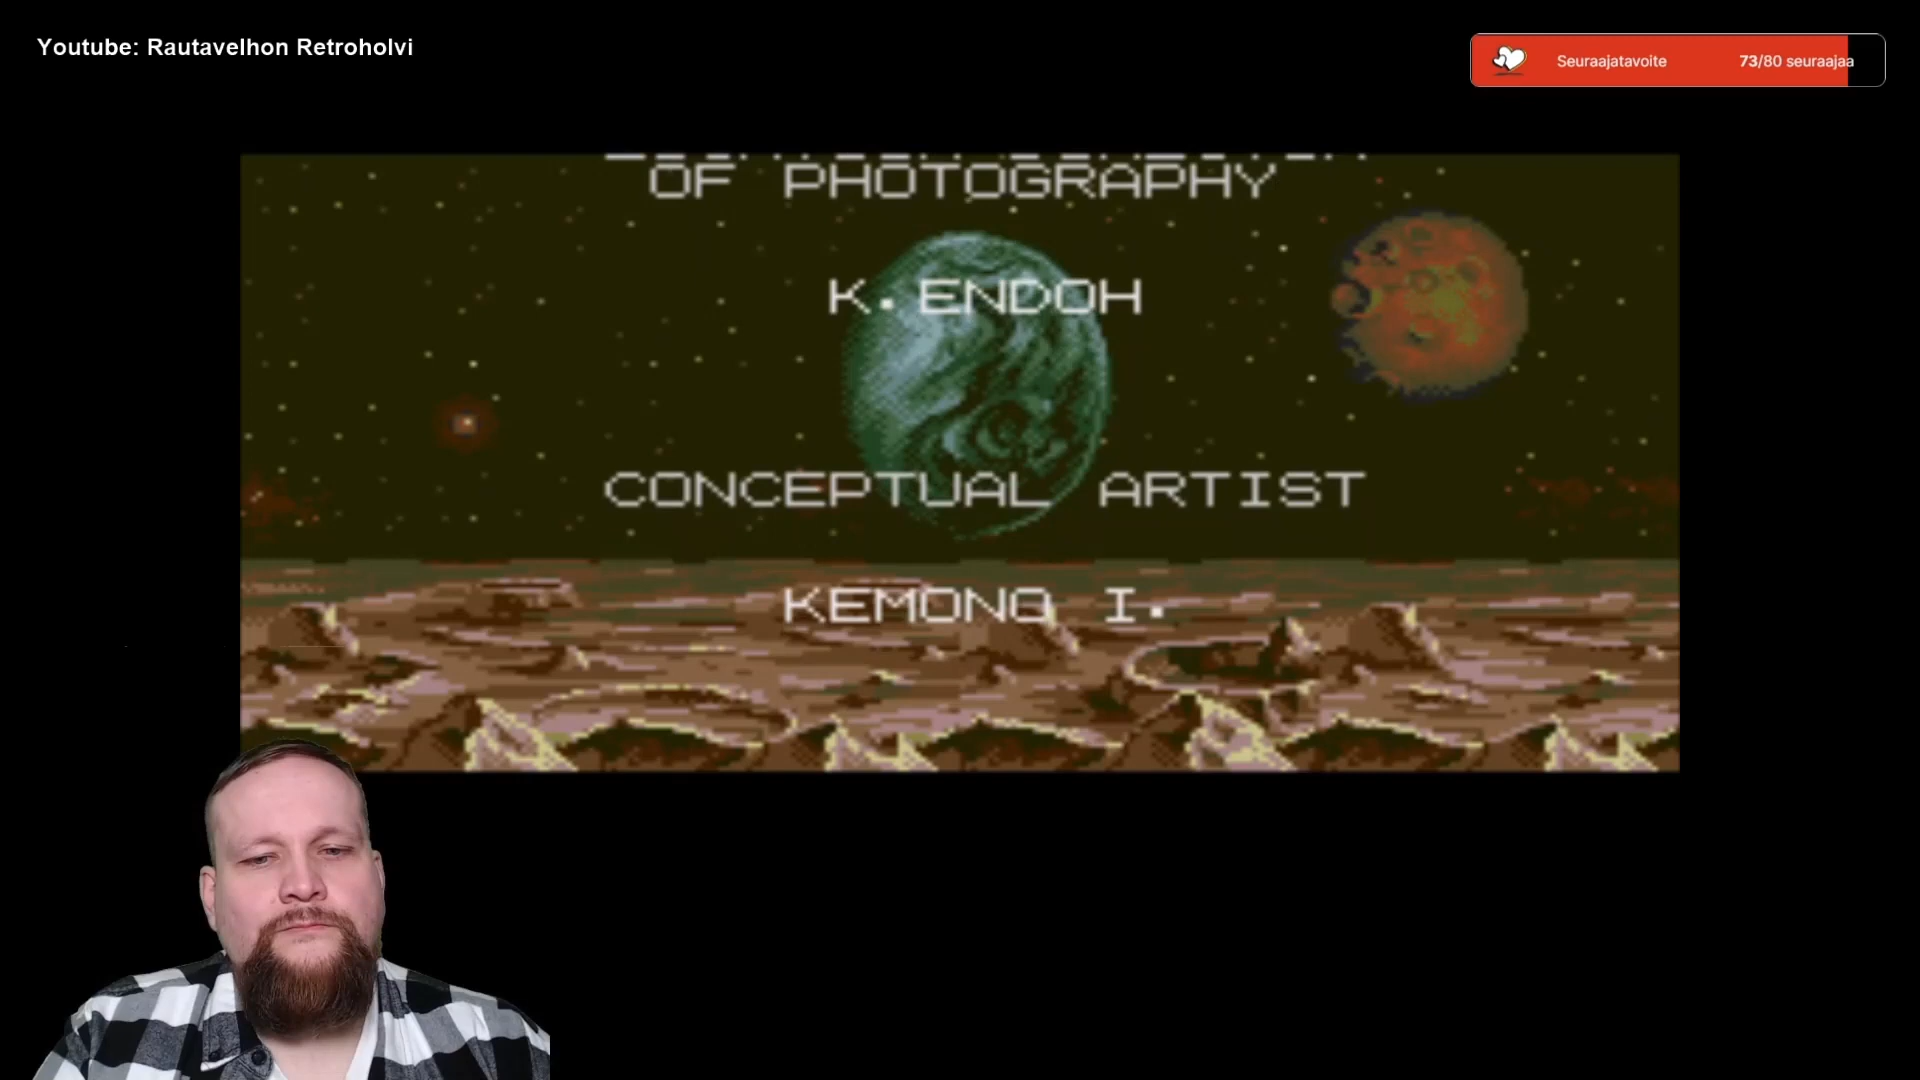 Youtube: Rautavelhon Retroholvi
Seuraajatavoite
73/80 seuraajaa
OF PHOTOGRAPHY
K. ENDOH
CONCEPTUAL ARTIST
KEMONO I.